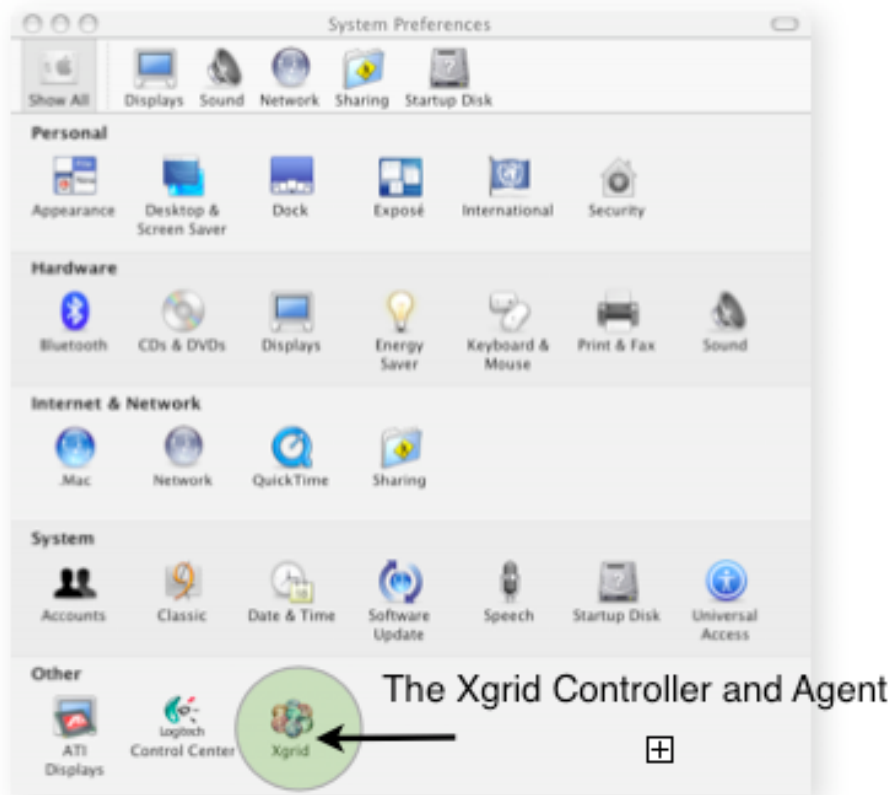 System Preferences
Show All Displays Sound Network Sharing Startup Disk
Personal
Appearance Desktop & Screen Saver Dock Exposé International Security
Hardware
Bluetooth CDs & DVDs Displays Energy Saver Keyboard & Mouse Print & Fax Sound
Internet & Network
.Mac Network QuickTime Sharing
System
Accounts Classic Date & Time Software Update Speech Startup Disk Universal Access
Other
The Xgrid Controller and Agent
ATI Displays Logitech Control Center Xgrid